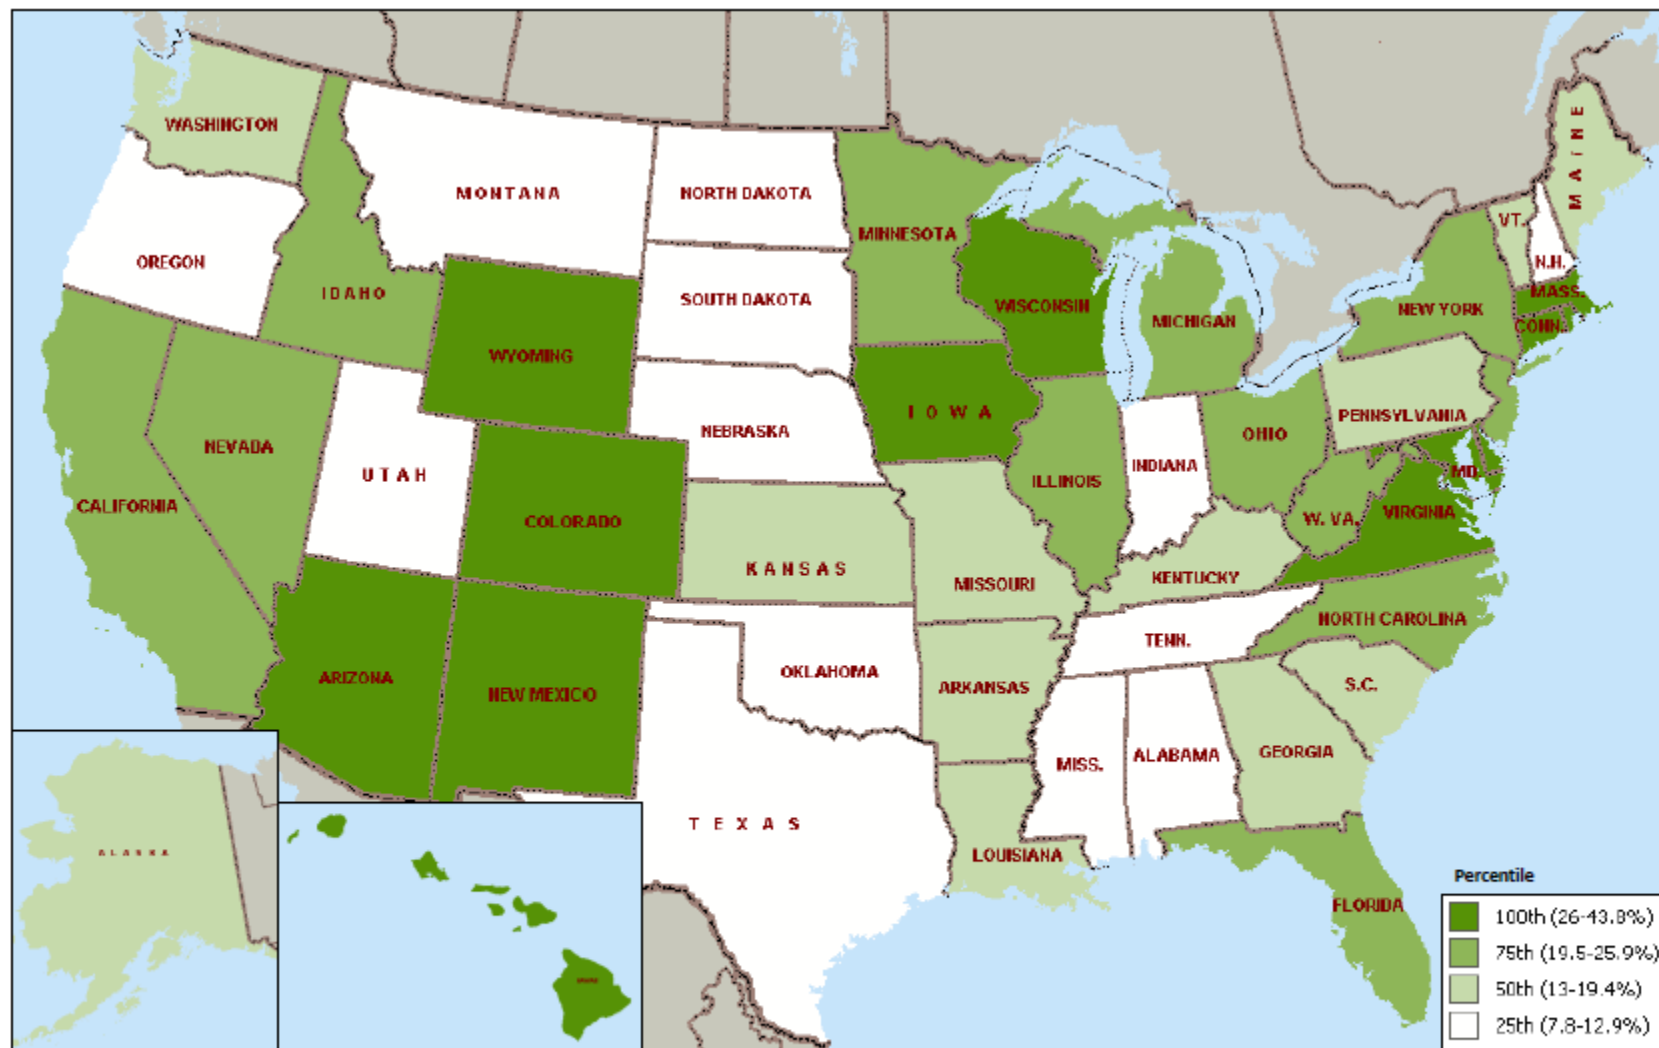 WASHINGTON
MONTANA
NORTH DAKOTA
MINNESOTA
MAINE
VT.
OREGON
IDAHO
SOUTH DAKOTA
WISCONSIN
MICHIGAN
NEW YORK
N.H.
MASS.
CONN.
WYOMING
IOWA
NEBRASKA
PENNSYLVANIA
NEVADA
UTAH
ILLINOIS
INDIANA
OHIO
MD.
CALIFORNIA
COLORADO
W. VA.
VIRGINIA
KANSAS
MISSOURI
KENTUCKY
NORTH CAROLINA
ARIZONA
NEW MEXICO
OKLAHOMA
ARKANSAS
TENN.
S.C.
MISS.
ALABAMA
GEORGIA
TEXAS
LOUISIANA
FLORIDA
ALASKA
Percentile
100th (26-43.8%)
75th (19.5-25.9%)
50th (13-19.4%)
25th (7.8-12.9%)